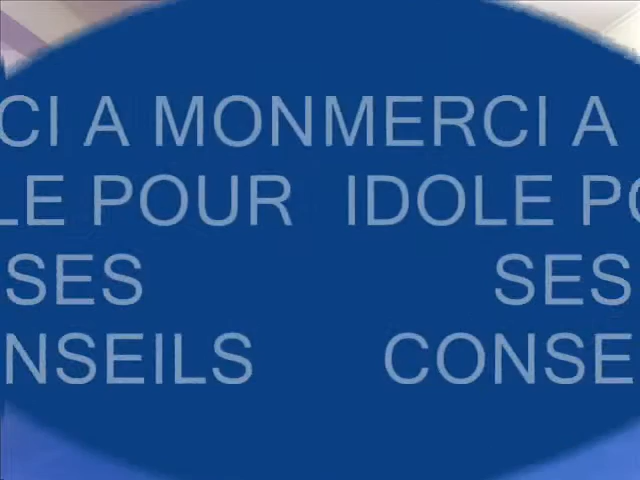 CI A MONMERCI A
LE POUR IDOLE PO
SES SES
NSEILS CONSE